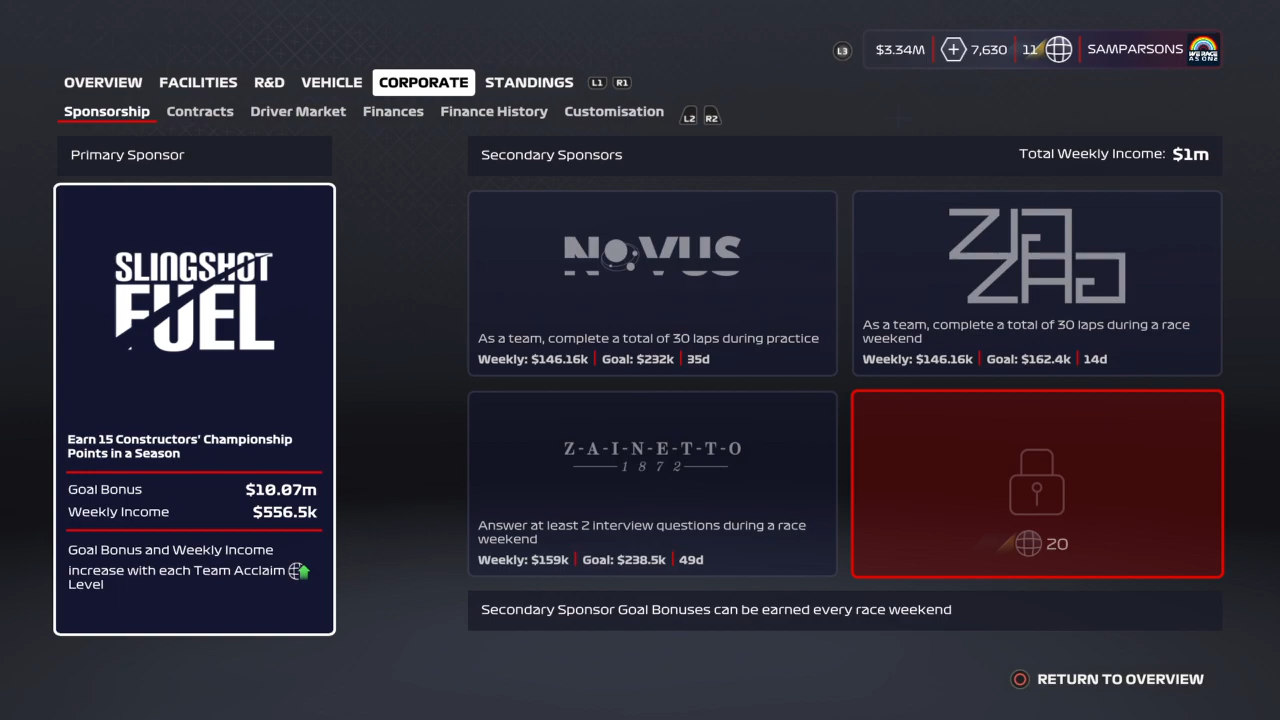 L3
$3.34M
7,630
11
SAMPARSONS
WE RACE
AS ONE
OVERVIEW FACILITIES R&D VEHICLE CORPORATE STANDINGS L1 R1
Sponsorship Contracts Driver Market Finances Finance History Customisation L2 R2
Primary Sponsor
SLINGSHOT
FUEL
Earn 15 Constructors' Championship
Points in a Season
Goal Bonus $10.07m
Weekly Income $556.5k
Goal Bonus and Weekly Income
increase with each Team Acclaim
Level
Secondary Sponsors
Total Weekly Income: $1m
NOVUS
As a team, complete a total of 30 laps during practice
Weekly: $146.16k Goal: $232k 35d
ZIG
ZAG
As a team, complete a total of 30 laps during a race
weekend
Weekly: $146.16k Goal: $162.4k 14d
Z-A-I-N-E-T-T-O
1872
Answer at least 2 interview questions during a race
weekend
Weekly: $159k Goal: $238.5k 49d
20
Secondary Sponsor Goal Bonuses can be earned every race weekend
RETURN TO OVERVIEW